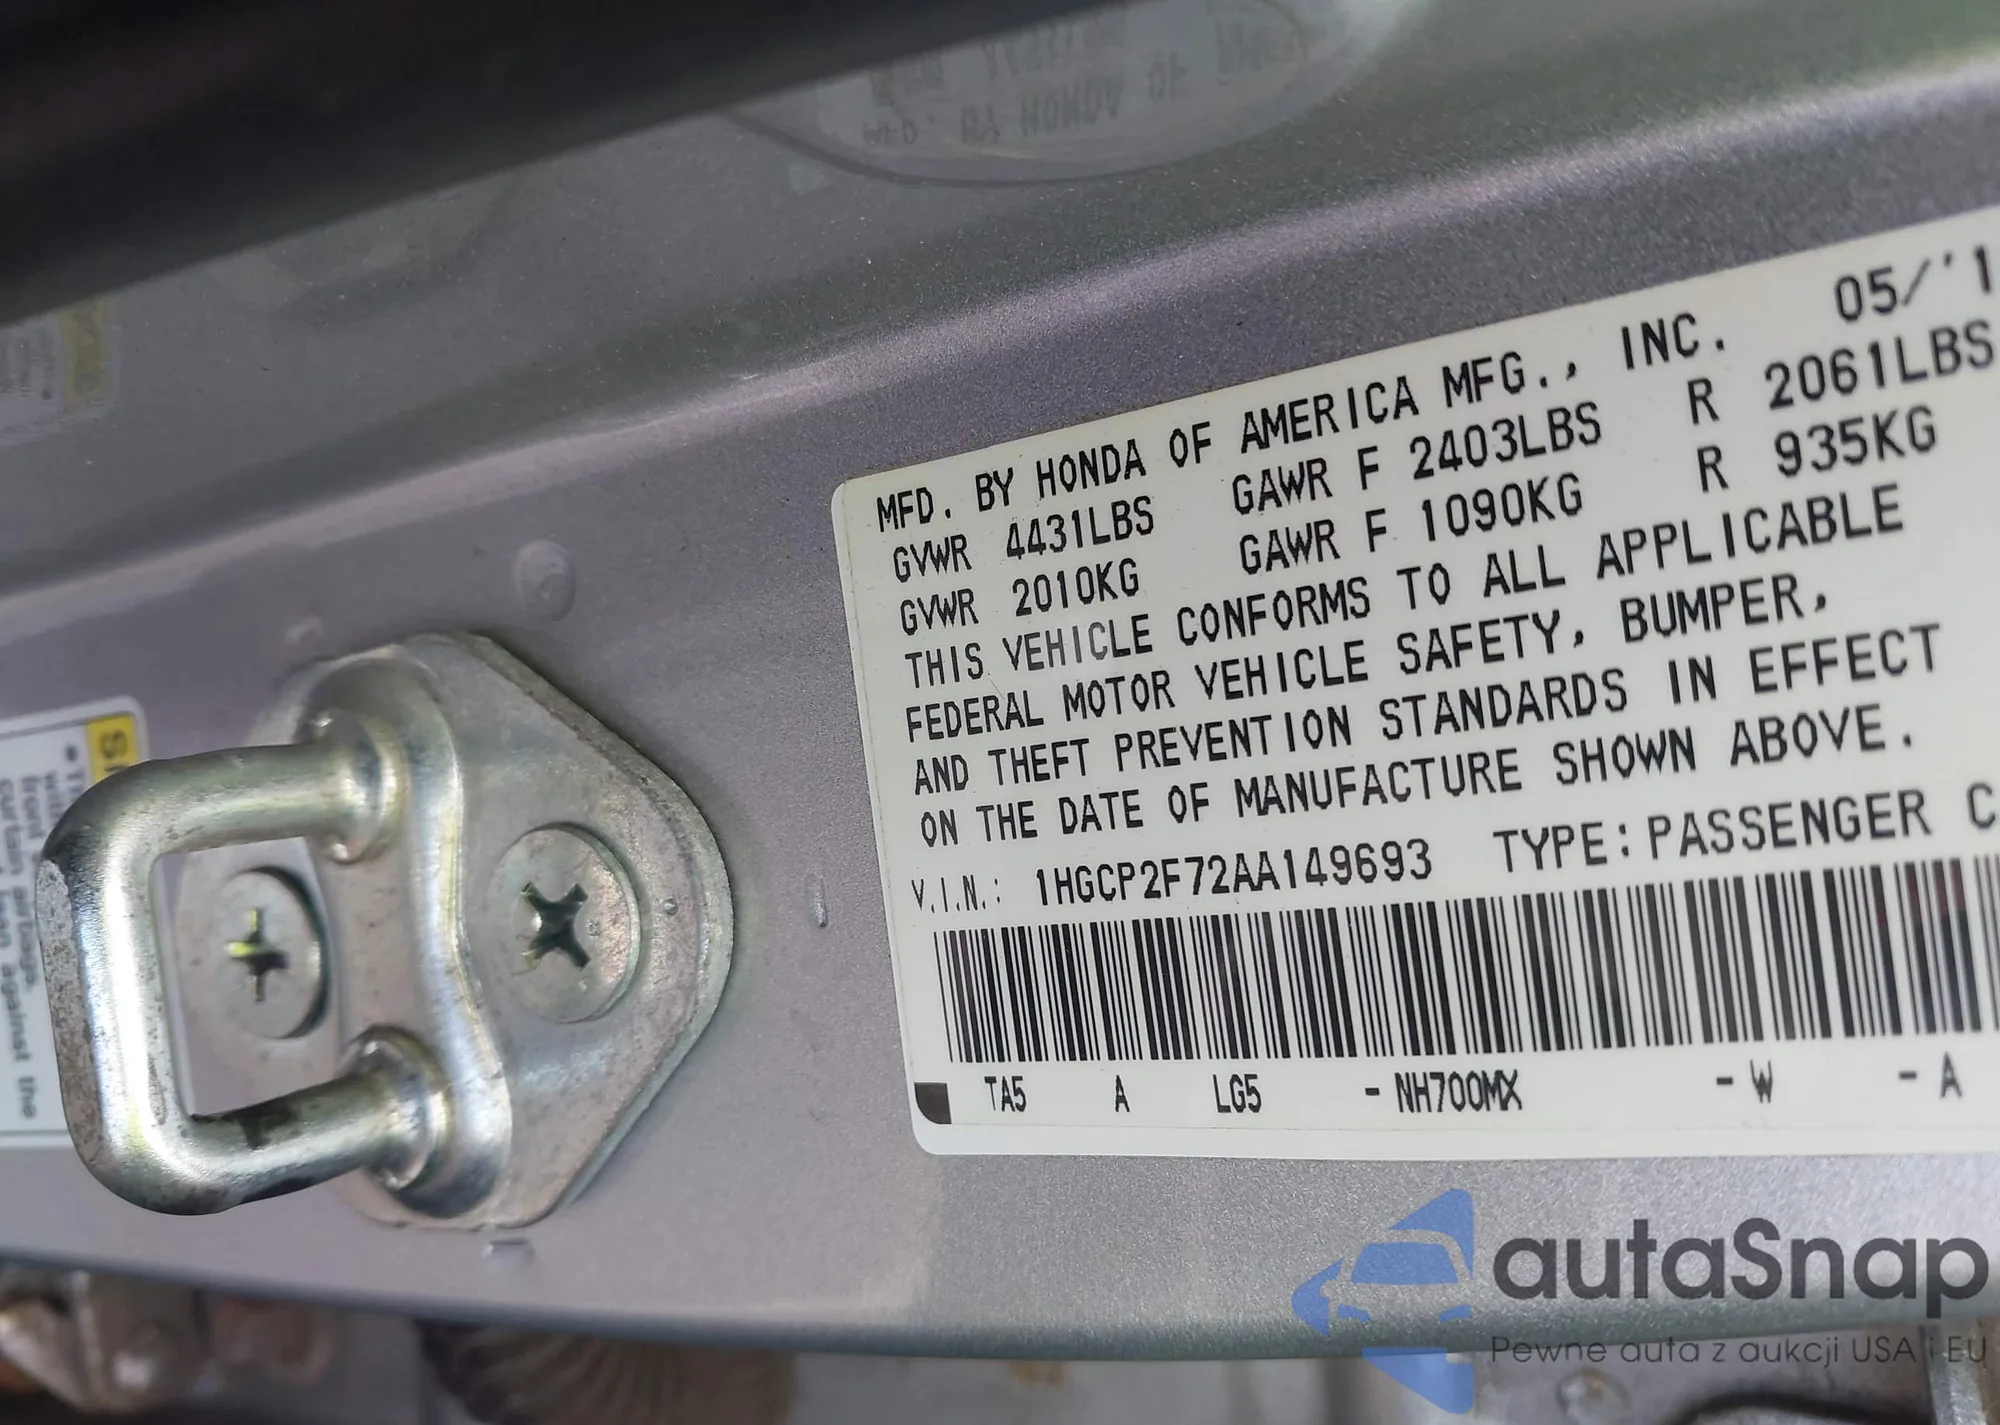 MFD. BY HONDA OF AMERICA MFG., INC. 05/'1
GVWR 4431LBS GAWR F 2403LBS R 2061LBS
GVWR 2010KG GAWR F 1090KG R 935KG
THIS VEHICLE CONFORMS TO ALL APPLICABLE
FEDERAL MOTOR VEHICLE SAFETY, BUMPER,
AND THEFT PREVENTION STANDARDS IN EFFECT
ON THE DATE OF MANUFACTURE SHOWN ABOVE.
V.I.N.: 1HGCP2F72AA149693 TYPE:PASSENGER C
TA5 A LG5 -NH700MX -W -A
autaSnap
Pewne auta z aukcji USA i EU